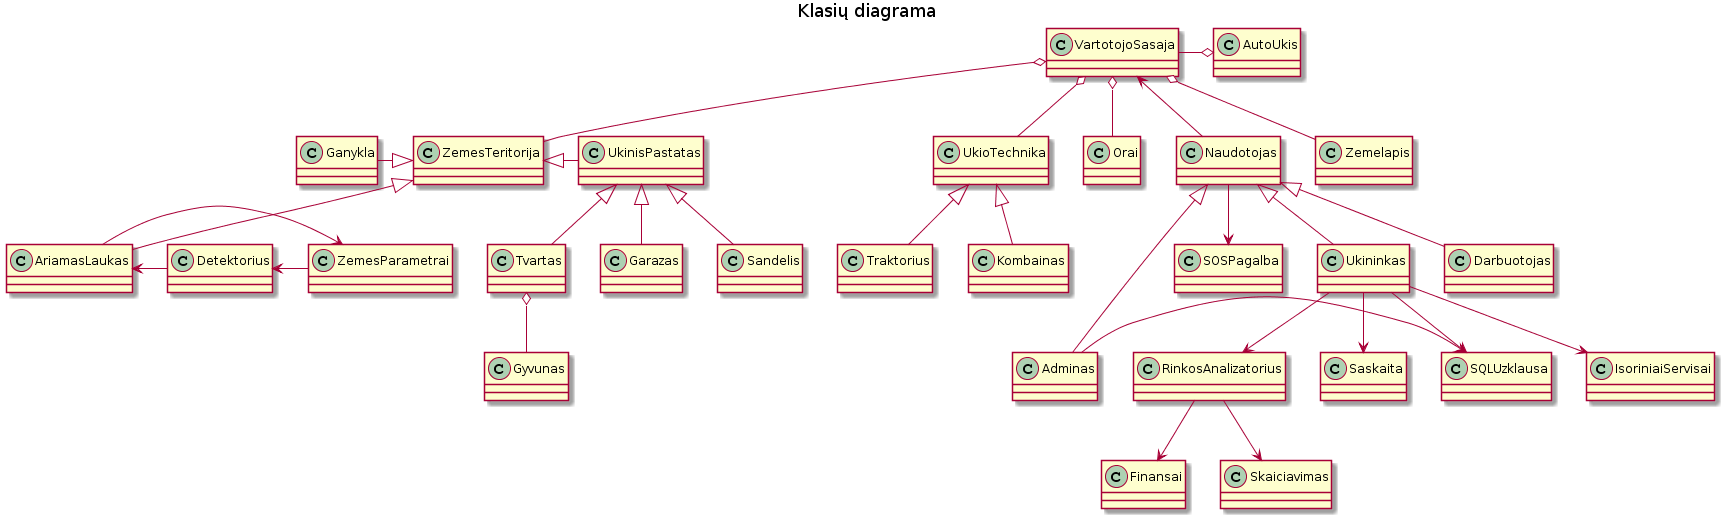 Klasių diagrama
C VartotojoSasaja
C AutoUkis
C Ganykla
C ZemesTeritorija
C UkinisPastatas
C UkioTechnika
C Orai
C Naudotojas
C Zemelapis
C AriamasLaukas
C Detektorius
C ZemesParametrai
C Tvartas
C Garazas
C Sandelis
C Traktorius
C Kombainas
C SOSPagalba
C Ukininkas
C Darbuotojas
C Gyvunas
C Adminas
C RinkosAnalizatorius
C Saskaita
C SQLUzklausa
C IsoriniaiServisai
C Finansai
C Skaiciavimas